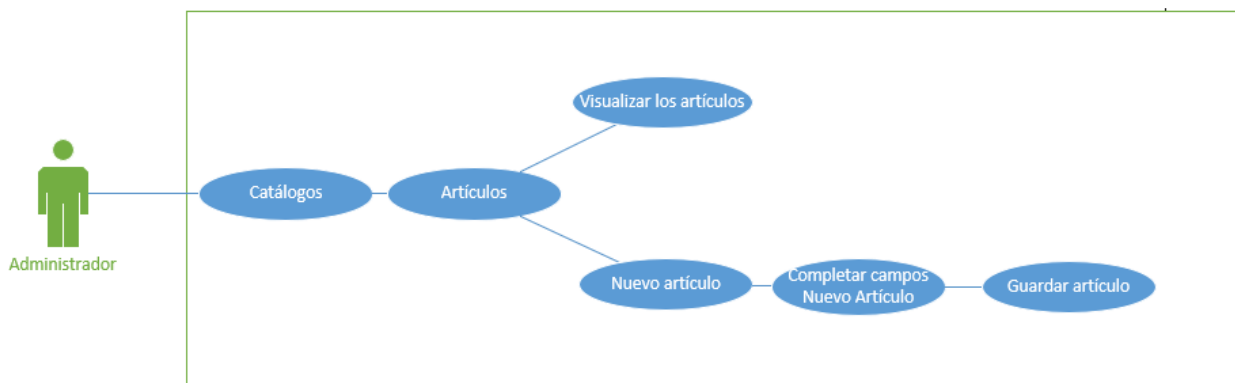 Visualizar los artículos
Catálogos
Artículos
Administrador
Nuevo artículo
Completar campos
Nuevo Artículo
Guardar artículo